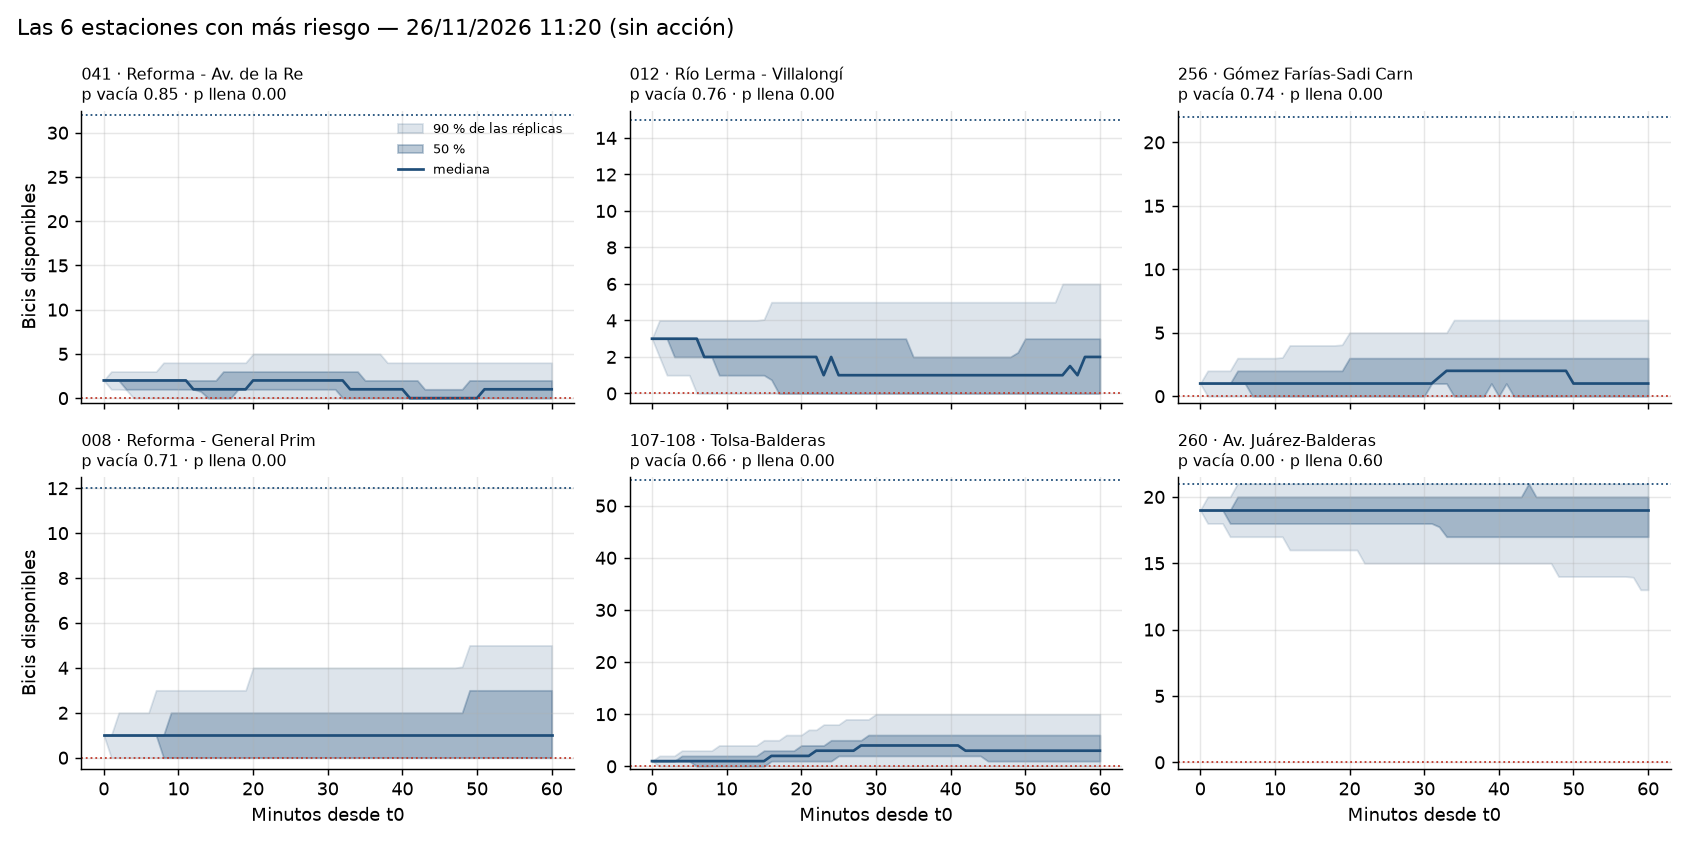 Las 6 estaciones con más riesgo — 26/11/2026 11:20 (sin acción)
041 · Reforma - Av. de la Re
p vacía 0.85 · p llena 0.00
012 · Río Lerma - Villalongí
p vacía 0.76 · p llena 0.00
256 · Gómez Farías-Sadi Carn
p vacía 0.74 · p llena 0.00
Bicis disponibles
30
25
20
15
10
5
0
90 % de las réplicas
50 %
mediana
14
12
10
8
6
4
2
0
20
15
10
5
0
008 · Reforma - General Prim
p vacía 0.71 · p llena 0.00
107-108 · Tolsa-Balderas
p vacía 0.66 · p llena 0.00
260 · Av. Juárez-Balderas
p vacía 0.00 · p llena 0.60
Bicis disponibles
12
10
8
6
4
2
0
50
40
30
20
10
0
20
15
10
5
0
0 10 20 30 40 50 60
0 10 20 30 40 50 60
0 10 20 30 40 50 60
Minutos desde t0
Minutos desde t0
Minutos desde t0